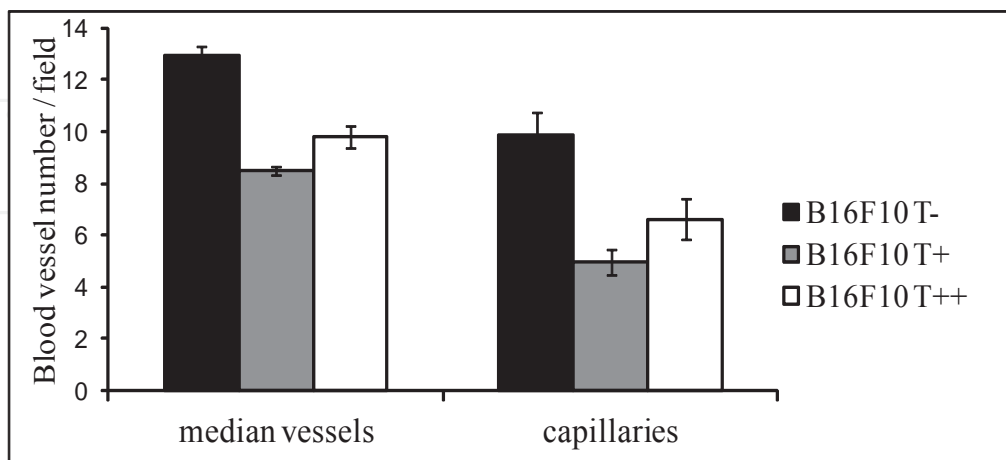 Blood vessel number / field
14
12
10
8
6
4
2
0
median vessels
capillaries
B16F10 T-
B16F10 T+
B16F10 T++